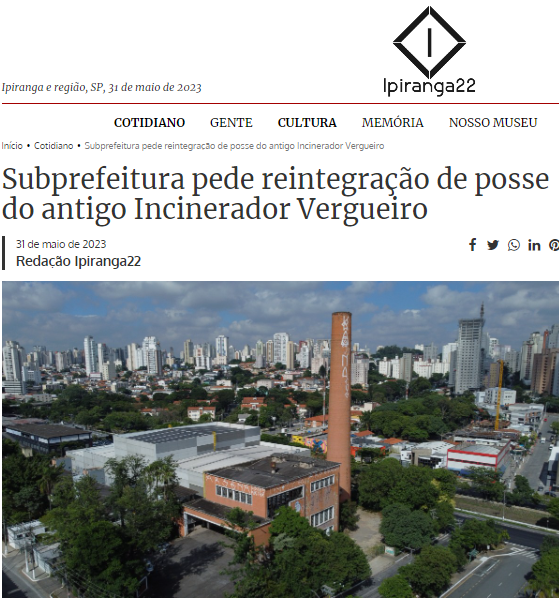 Ipiranga22
Ipiranga e região, SP, 31 de maio de 2023
COTIDIANO GENTE CULTURA MEMÓRIA NOSSO MUSEU
Início • Cotidiano • Subprefeitura pede reintegração de posse do antigo Incinerador Vergueiro
Subprefeitura pede reintegração de posse
do antigo Incinerador Vergueiro
31 de maio de 2023
Redação Ipiranga22